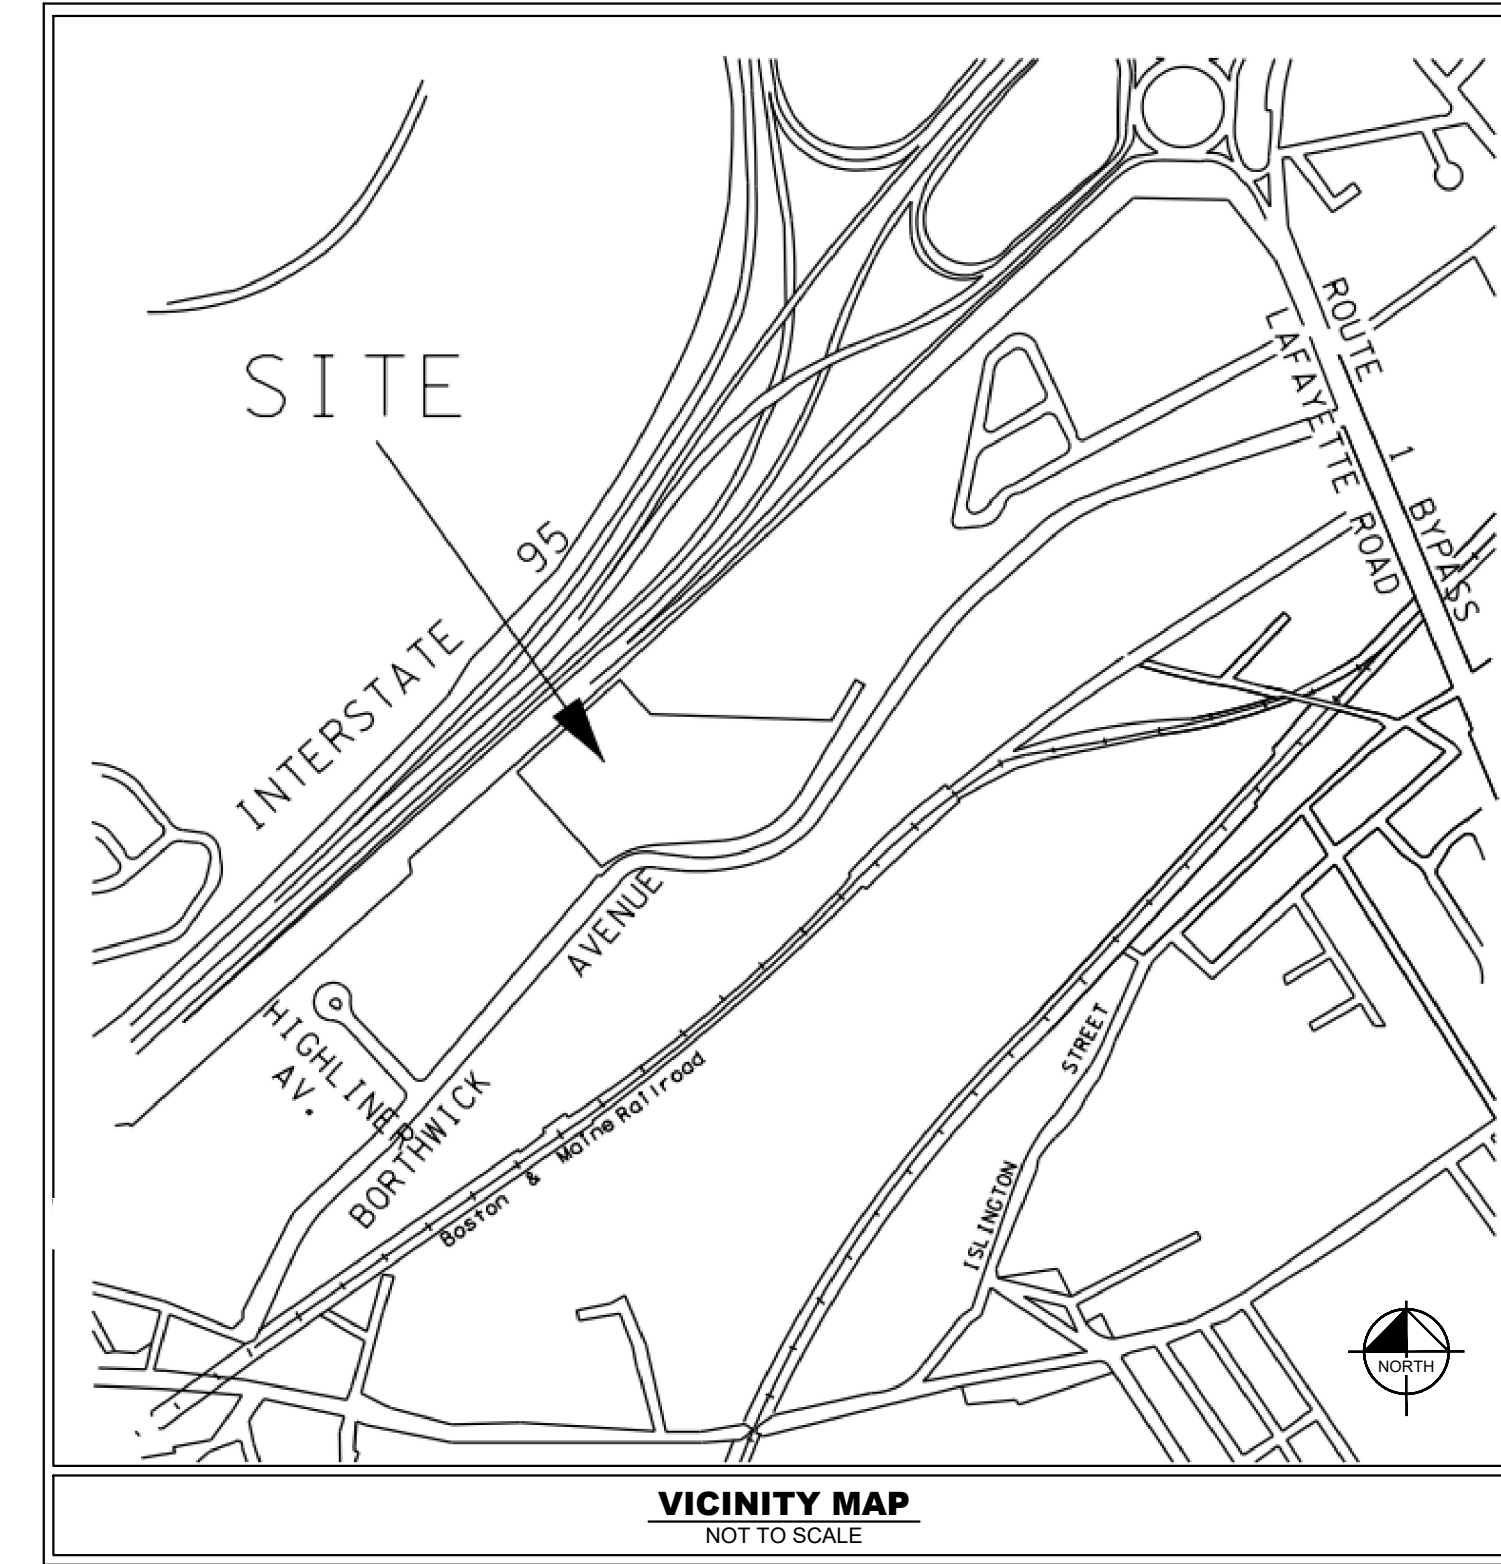 SITE
ROUTE 1 BYPASS
LAFAYETTE ROAD
INTERSTATE 95
HIGHLINER
AV.
BORTHWICK AVENUE
Boston & Maine Railroad
ISLINGTON STREET
NORTH
VICINITY MAP
NOT TO SCALE